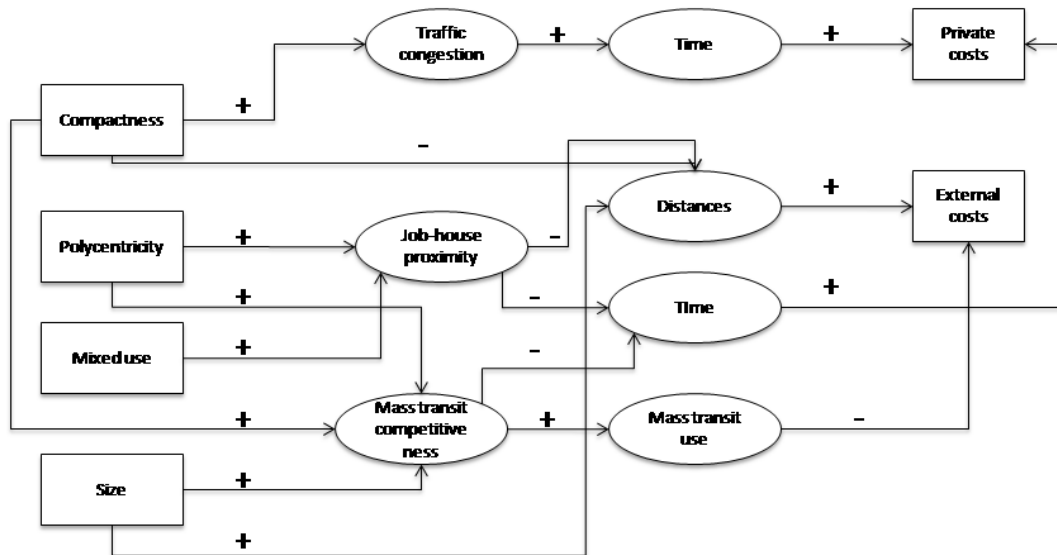 Traffic
congestion
+
Time
+
Private
costs
+
Compactness
-
Distances
+
External
costs
Polycentricity
+
Job-house
proximity
-
-
TIme
+
+
Mixed use
+
-
+
Mass transit
competitive
ness
+
Mass transit
use
-
Size
+
+